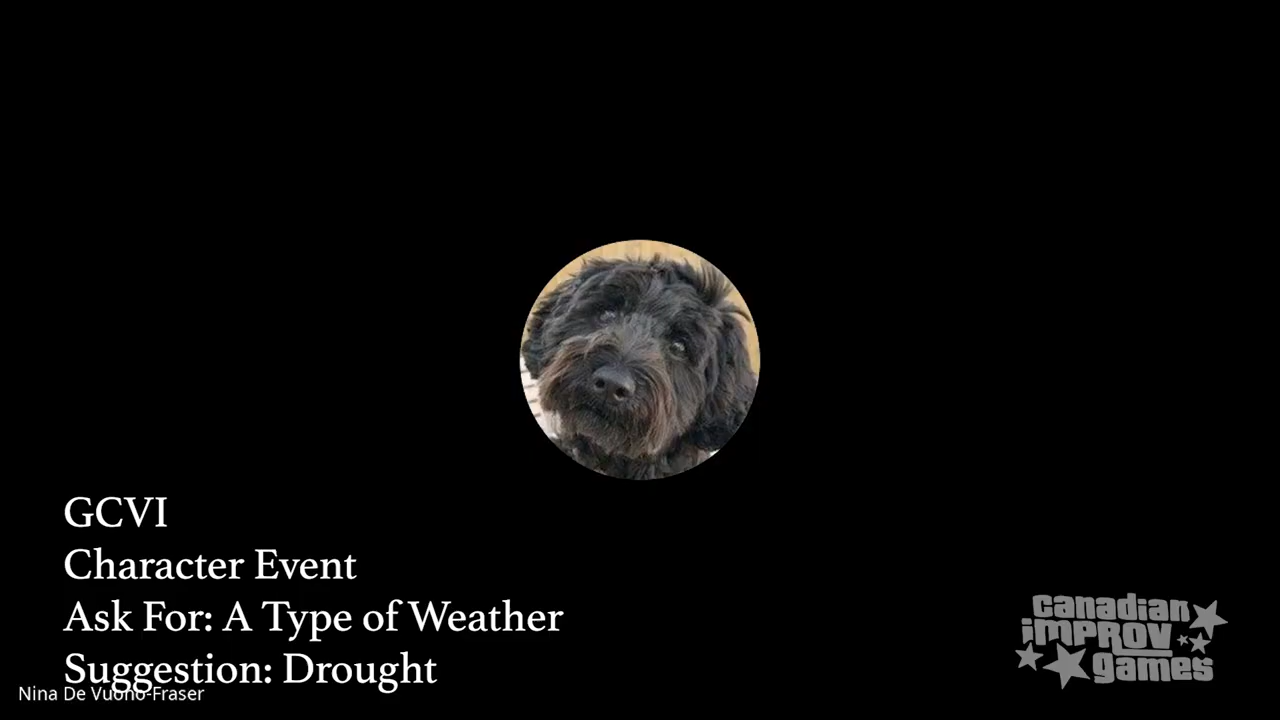 GCVI
Character Event
Ask For: A Type of Weather
Suggestion: Drought
Nina De Vuono-Fraser
canadian
iMPROV
games